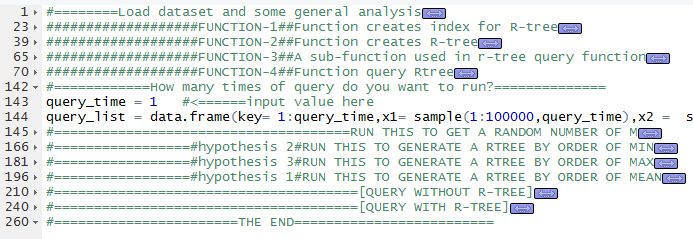 1 #========Load dataset and some general analysis
23 ###################FUNCTION-1##Function creates index for R-tree
39 ###################FUNCTION-2##Function creates R-tree
65 ###################FUNCTION-3##A sub-function used in r-tree query function
70 ###################FUNCTION-4##Function query Rtree
142 #============How many times of query do you want to run?==============
143 query_time = 1 #<======input value here
144 query_list = data.frame(key= 1:query_time,x1= sample(1:100000,query_time),x2 = s
145 #=====================================RUN THIS TO GET A RANDOM NUMBER OF M
166 #=================#hypothesis 2#RUN THIS TO GENERATE A RTREE BY ORDER OF MIN
181 #=================#hypothesis 3#RUN THIS TO GENERATE A RTREE BY ORDER OF MAX
196 #=================#hypothesis 1#RUN THIS TO GENERATE A RTREE BY ORDER OF MEAN
210 #======================================[QUERY WITHOUT R-TREE]
240 #======================================[QUERY WITH R-TREE]
260 #=======================THE END=========================